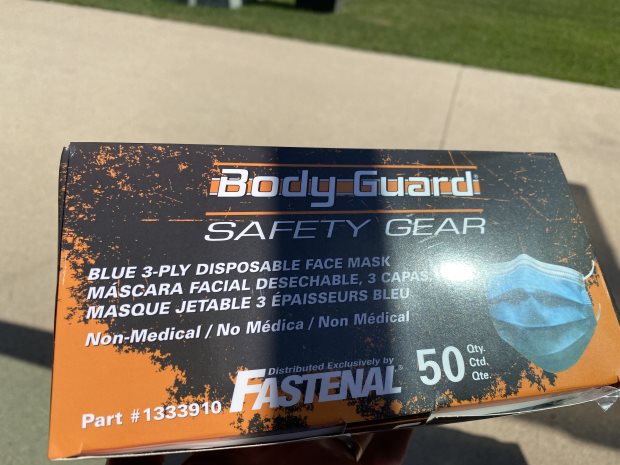 Body Guard®
SAFETY GEAR
BLUE 3-PLY DISPOSABLE FACE MASK
MÁSCARA FACIAL DESECHABLE, 3 CAPAS,
MASQUE JETABLE 3 ÉPAISSEURS BLEU
Non-Medical / No Médica / Non Médical
Distributed Exclusively by
FASTENAL®
50
Qty.
Ctd.
Qte.
Part #1333910